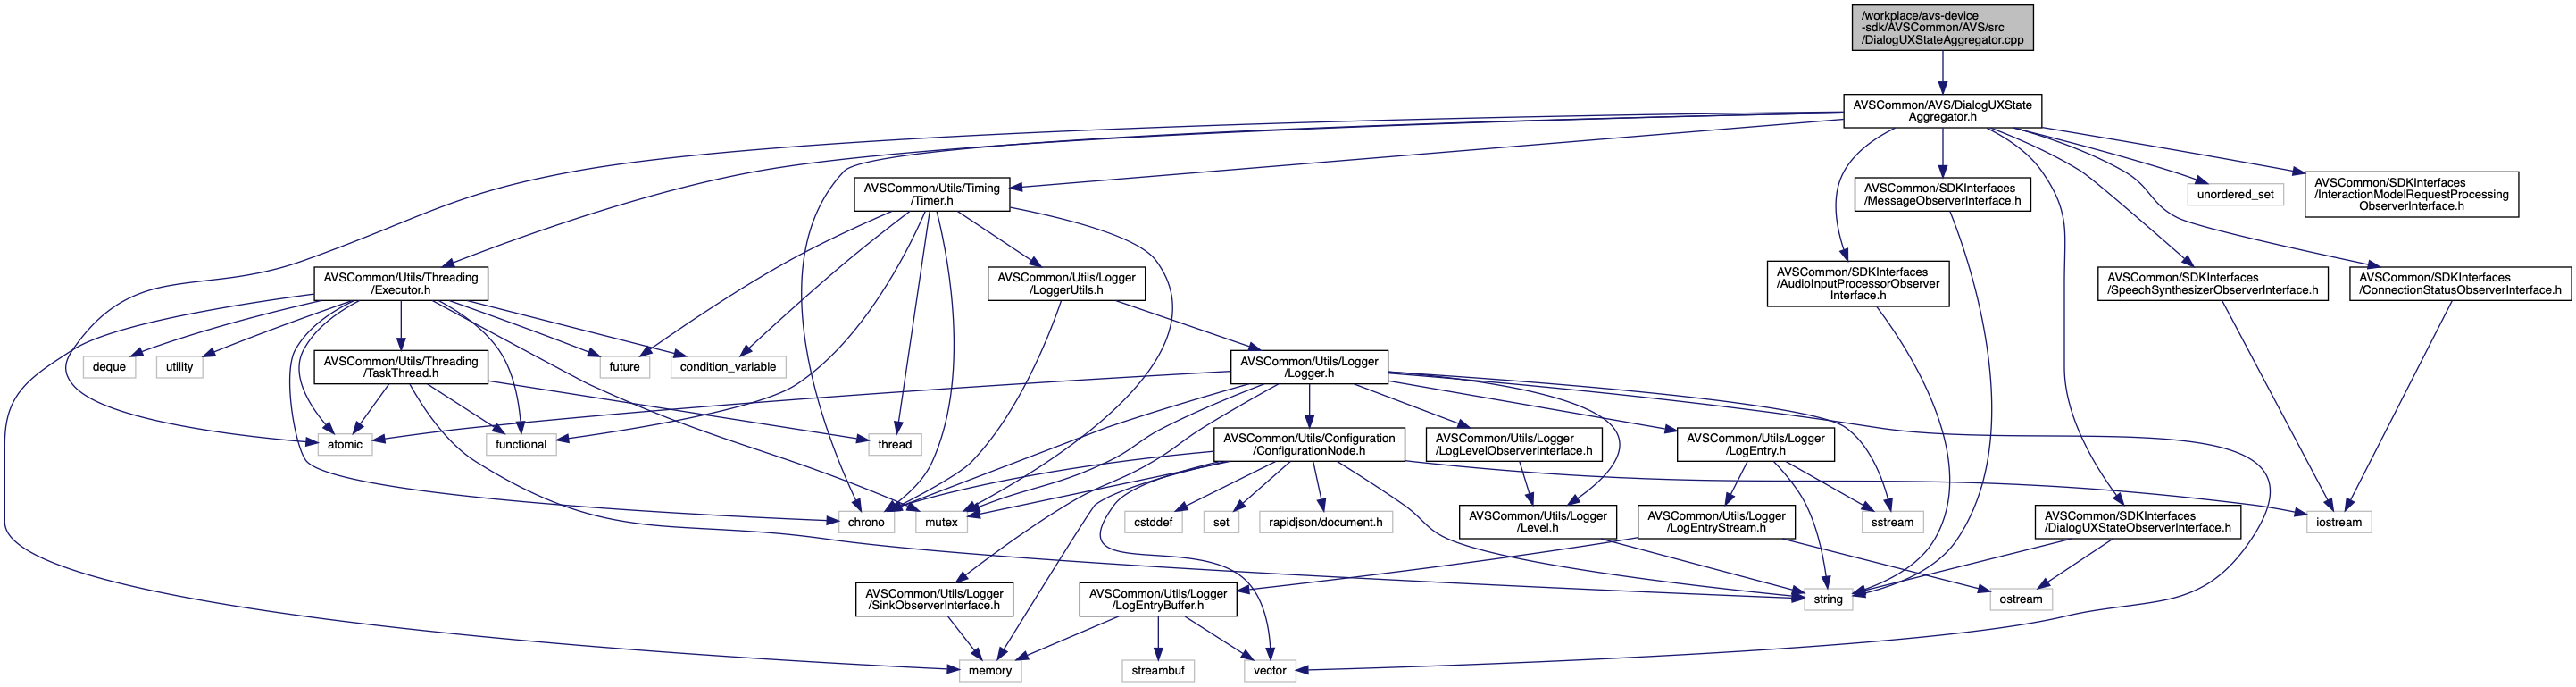 /workplace/avs-device
-sdk/AVSCommon/AVS/src
/DialogUXStateAggregator.cpp
AVSCommon/AVS/DialogUXState
Aggregator.h
AVSCommon/Utils/Timing
/Timer.h
AVSCommon/SDKInterfaces
/MessageObserverInterface.h
unordered_set
AVSCommon/SDKInterfaces
/InteractionModelRequestProcessing
ObserverInterface.h
AVSCommon/Utils/Threading
/Executor.h
AVSCommon/Utils/Logger
/LoggerUtils.h
AVSCommon/SDKInterfaces
/AudioInputProcessorObserver
Interface.h
AVSCommon/SDKInterfaces
/SpeechSynthesizerObserverInterface.h
AVSCommon/SDKInterfaces
/ConnectionStatusObserverInterface.h
deque
utility
AVSCommon/Utils/Threading
/TaskThread.h
future
condition_variable
AVSCommon/Utils/Logger
/Logger.h
atomic
functional
thread
AVSCommon/Utils/Configuration
/ConfigurationNode.h
AVSCommon/Utils/Logger
/LogLevelObserverInterface.h
AVSCommon/Utils/Logger
/LogEntry.h
chrono
mutex
cstddef
set
rapidjson/document.h
AVSCommon/Utils/Logger
/Level.h
AVSCommon/Utils/Logger
/LogEntryStream.h
sstream
AVSCommon/SDKInterfaces
/DialogUXStateObserverInterface.h
iostream
AVSCommon/Utils/Logger
/SinkObserverInterface.h
AVSCommon/Utils/Logger
/LogEntryBuffer.h
string
ostream
memory
streambuf
vector